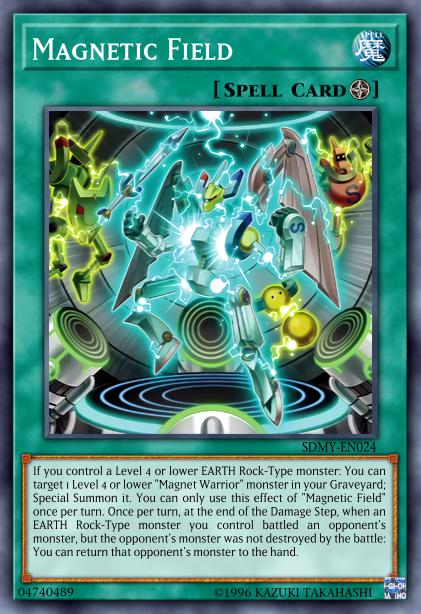 MAGNETIC FIELD
SPELL
魔
[SPELL CARD]
S
S
0
SDMY-EN024
If you control a Level 4 or lower EARTH Rock-Type monster: You can
target 1 Level 4 or lower "Magnet Warrior" monster in your Graveyard;
Special Summon it. You can only use this effect of "Magnetic Field"
once per turn. Once per turn, at the end of the Damage Step, when an
EARTH Rock-Type monster you control battled an opponent's
monster, but the opponent's monster was not destroyed by the battle:
You can return that opponent's monster to the hand.
04740489
©1996 KAZUKI TAKAHASHI